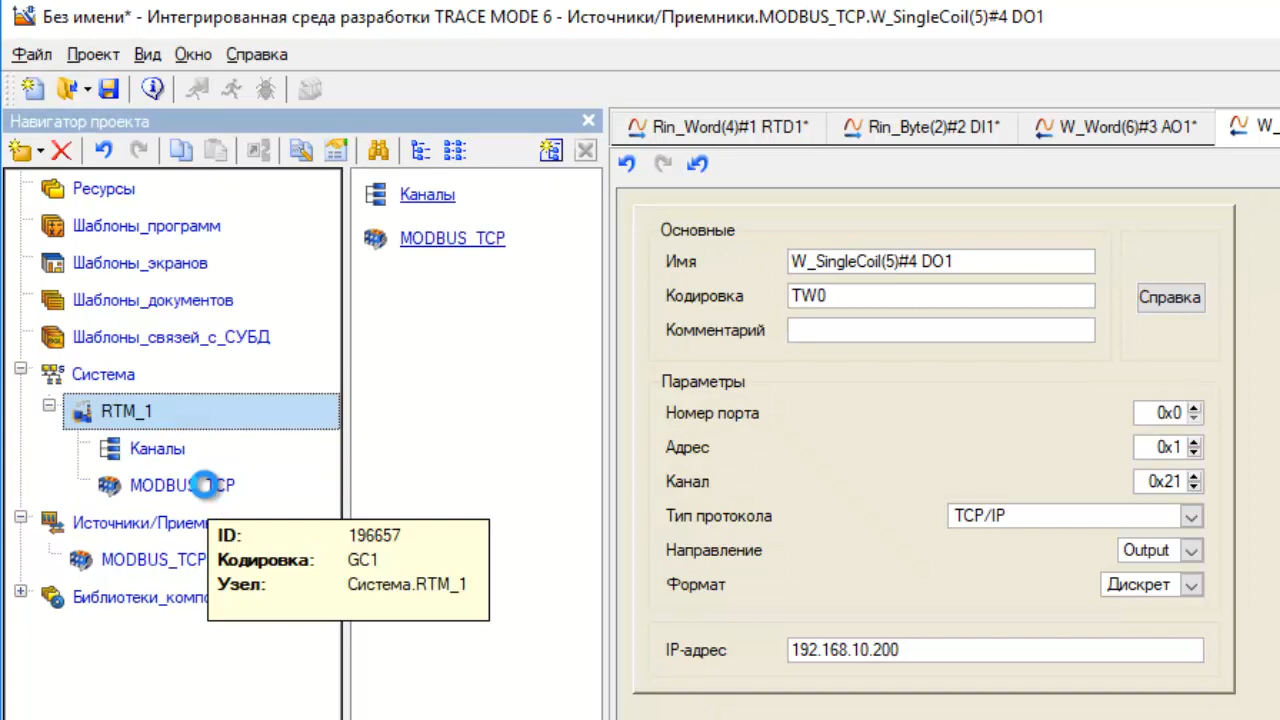 Без имени* - Интегрированная среда разработки TRACE MODE 6 - Источники/Приемники.MODBUS_TCP.W_SingleCoil(5)#4 DO1
Файл Проект Вид Окно Справка
Навигатор проекта
Ресурсы
Шаблоны_программ
Шаблоны_экранов
Шаблоны_документов
Шаблоны_связей_с_СУБД
Система
RTM_1
Каналы
MODBUS_TCP
Источники/Прием
MODBUS_TCP
Библиотеки_компо
ID: 196657
Кодировка: GC1
Узел: Система.RTM_1
Каналы
MODBUS_TCP
Rin_Word(4)#1 RTD1* Rin_Byte(2)#2 DI1* W_Word(6)#3 AO1* W_
Основные
Имя W_SingleCoil(5)#4 DO1
Кодировка TW0
Комментарий
Справка
Параметры
Номер порта 0x0
Адрес 0x1
Канал 0x21
Тип протокола TCP/IP
Направление Output
Формат Дискрет
IP-адрес 192.168.10.200